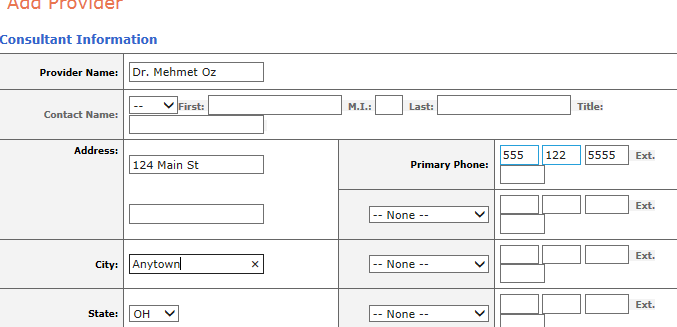 Add Provider
Consultant Information
Provider Name: Dr. Mehmet Oz
Contact Name: -- First: M.I.: Last: Title:
Address: 124 Main St
Primary Phone: 555 122 5555 Ext.
-- None -- Ext.
City: Anytown ×
-- None -- Ext.
State: OH
-- None -- Ext.